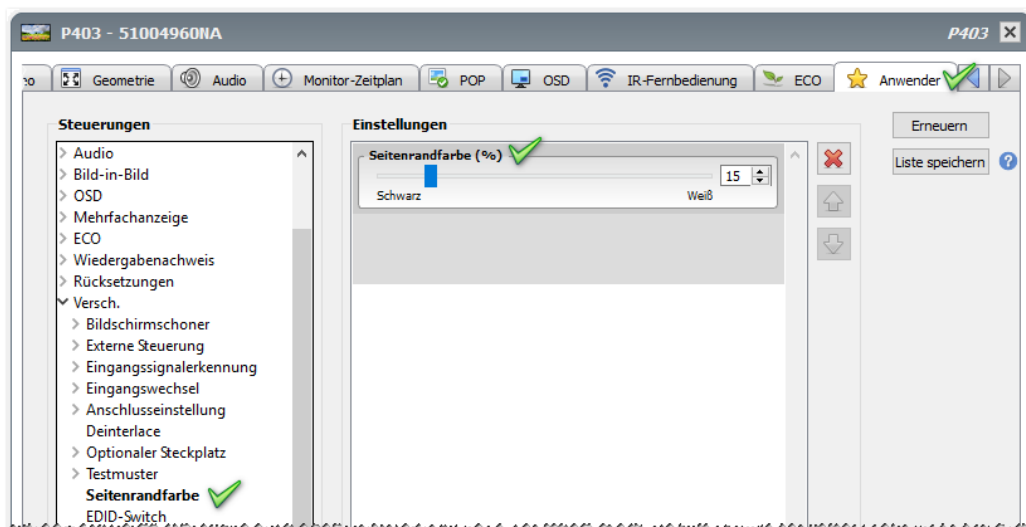 P403 - 51004960NA
P403
eo
Geometrie
Audio
Monitor-Zeitplan
POP
OSD
IR-Fernbedienung
ECO
Anwender
Steuerungen
Audio
Bild-in-Bild
OSD
Mehrfachanzeige
ECO
Wiedergabenachweis
Rücksetzungen
Versch.
Bildschirmschoner
Externe Steuerung
Eingangssignalerkennung
Eingangswechsel
Anschlusseinstellung
Deinterlace
Optionaler Steckplatz
Testmuster
Seitenrandfarbe
EDID-Switch
Einstellungen
Seitenrandfarbe (%)
15
Schwarz
Weiß
Erneuern
Liste speichern